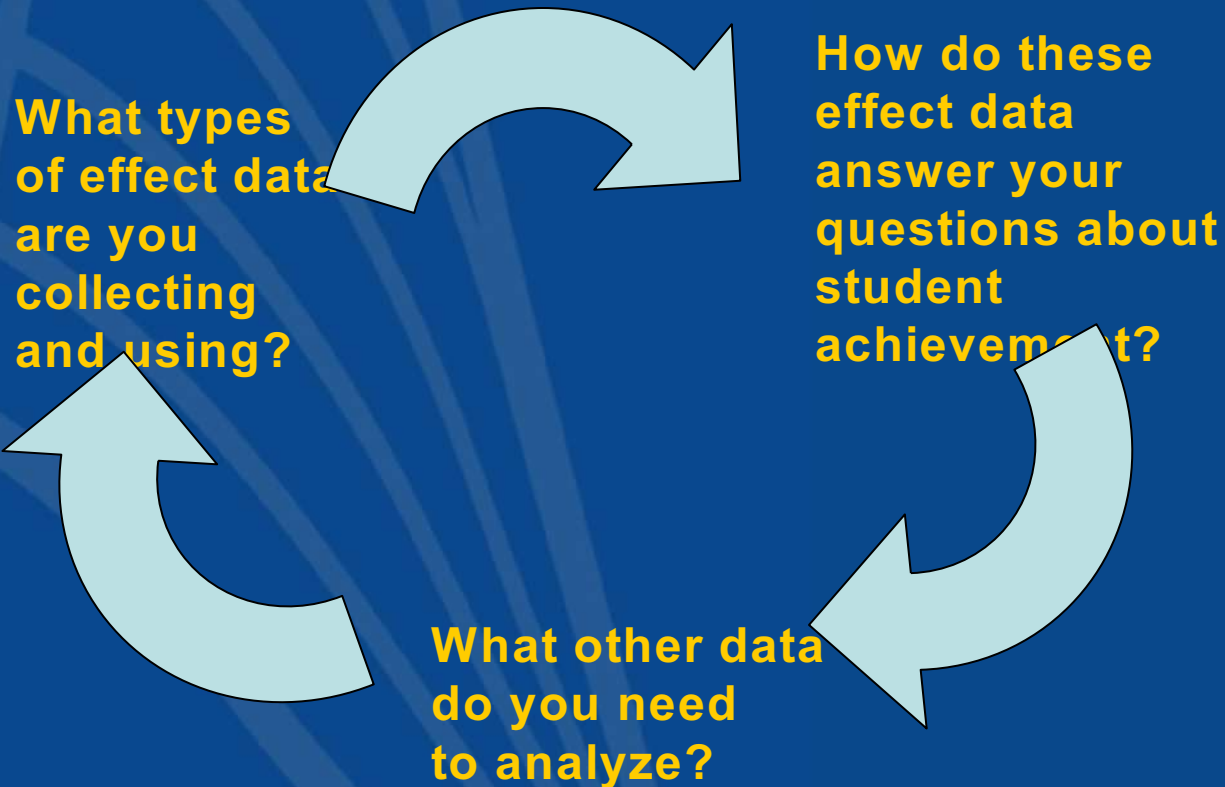 What types
of effect data
are you
collecting
and using?
How do these
effect data
answer your
questions about
student
achievement?
What other data
do you need
to analyze?